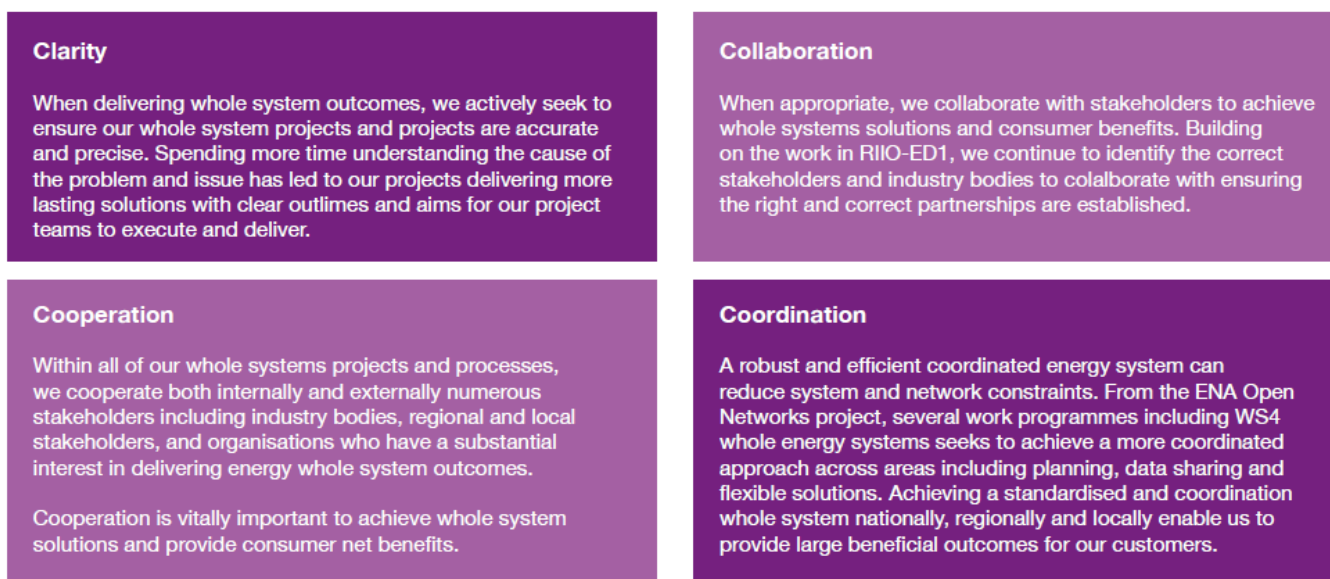 Clarity
When delivering whole system outcomes, we actively seek to
ensure our whole system projects and projects are accurate
and precise. Spending more time understanding the cause of
the problem and issue has led to our projects delivering more
lasting solutions with clear outlimes and aims for our project
teams to execute and deliver.
Collaboration
When appropriate, we collaborate with stakeholders to achieve
whole systems solutions and consumer benefits. Building
on the work in RIIO-ED1, we continue to identify the correct
stakeholders and industry bodies to colalborate with ensuring
the right and correct partnerships are established.
Cooperation
Within all of our whole systems projects and processes,
we cooperate both internally and externally numerous
stakeholders including industry bodies, regional and local
stakeholders, and organisations who have a substantial
interest in delivering energy whole system outcomes.
Cooperation is vitally important to achieve whole system
solutions and provide consumer net benefits.
Coordination
A robust and efficient coordinated energy system can
reduce system and network constraints. From the ENA Open
Networks project, several work programmes including WS4
whole energy systems seeks to achieve a more coordinated
approach across areas including planning, data sharing and
flexible solutions. Achieving a standardised and coordination
whole system nationally, regionally and locally enable us to
provide large beneficial outcomes for our customers.